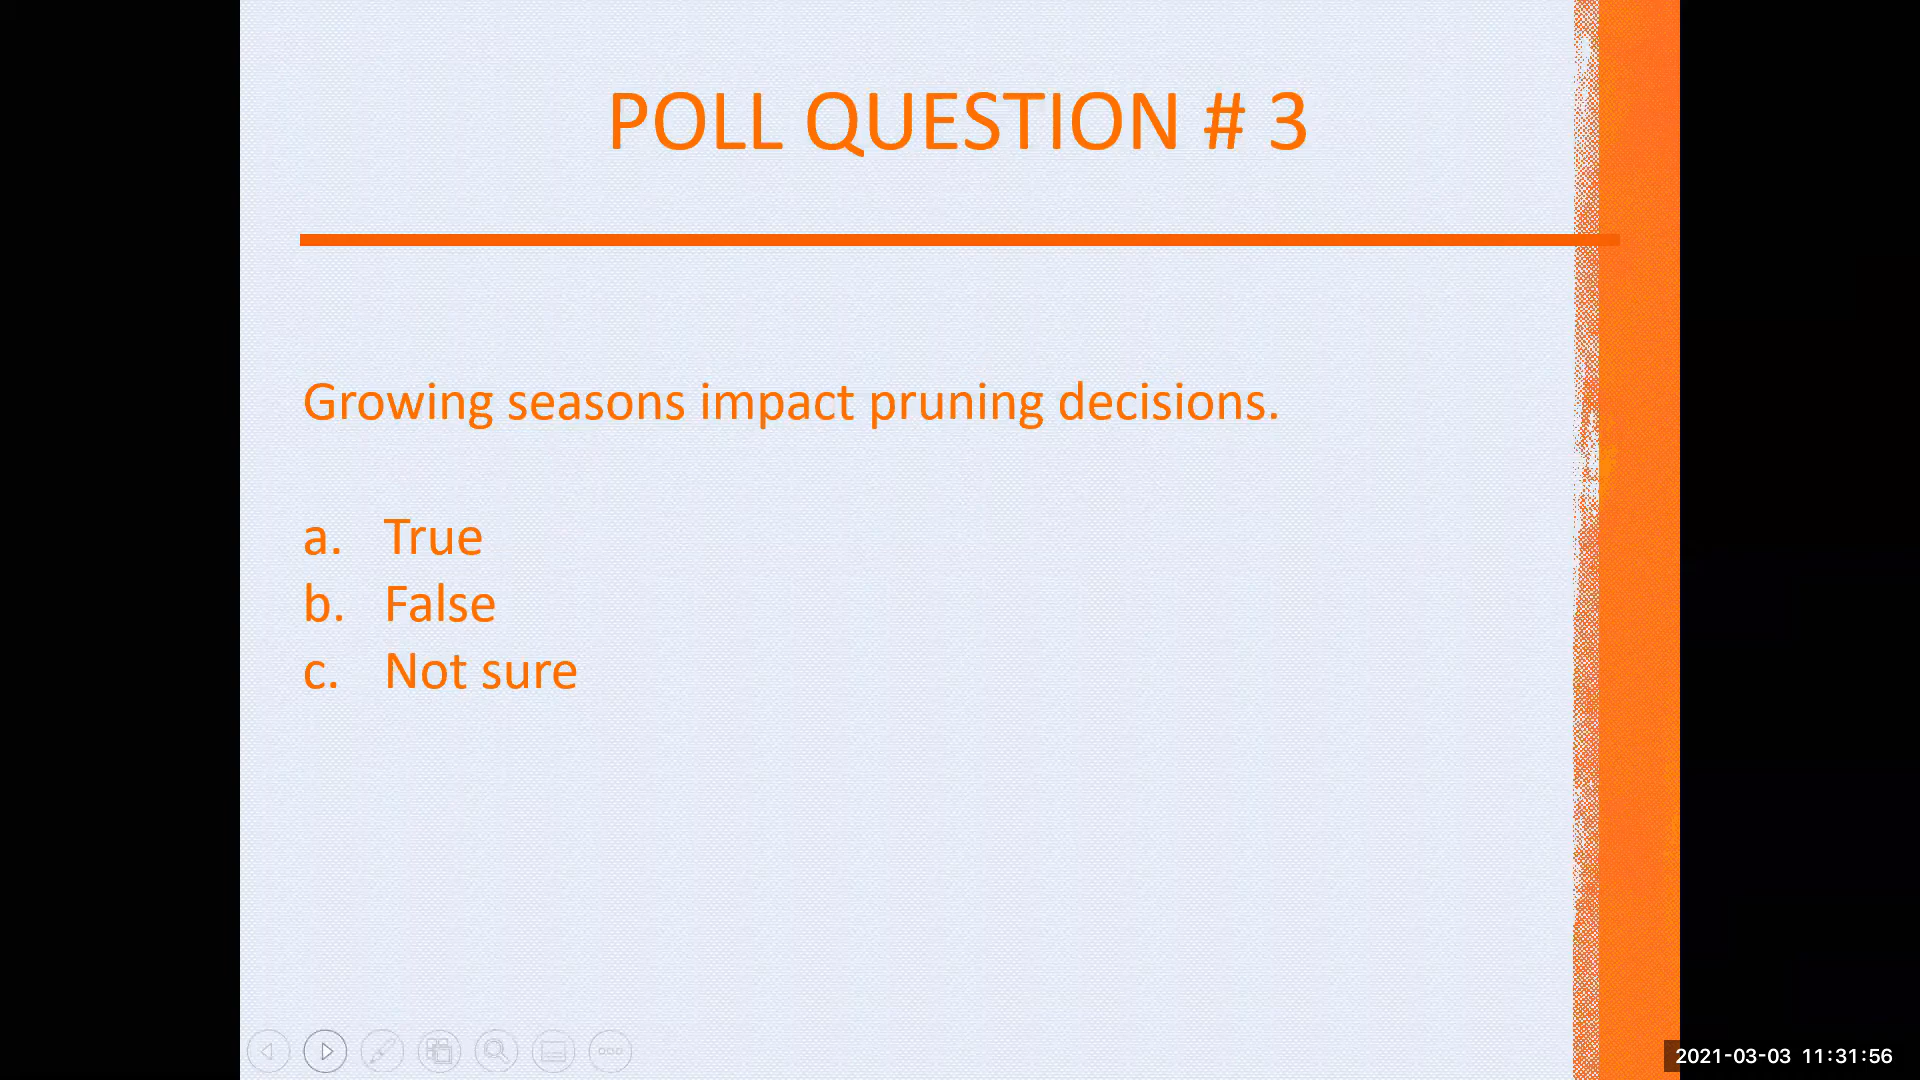 POLL QUESTION # 3
Growing seasons impact pruning decisions.
a. True
b. False
c. Not sure
2021-03-03 11:31:56